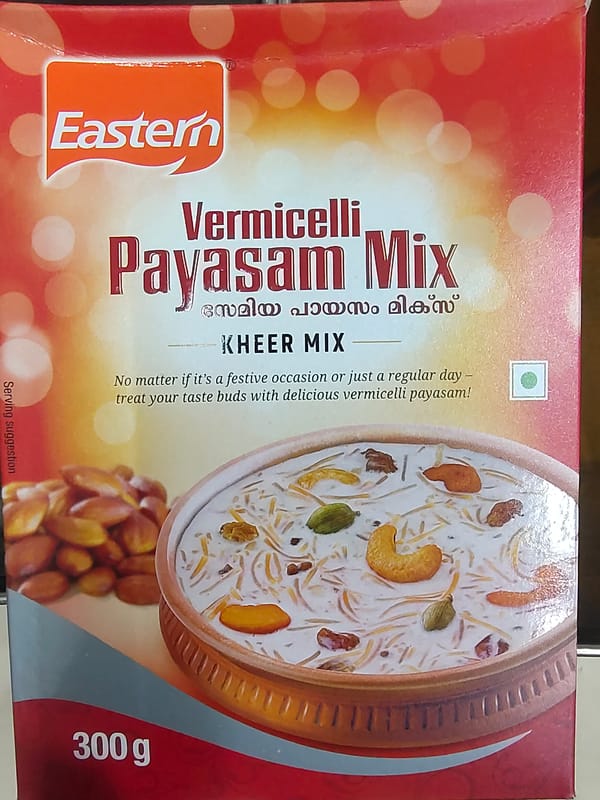 Eastern
®
Vermicelli
Payasam Mix
സേമിയ പായസം മിക്സ്
KHEER MIX
No matter if it's a festive occasion or just a regular day –
treat your taste buds with delicious vermicelli payasam!
Serving suggestion
300 g